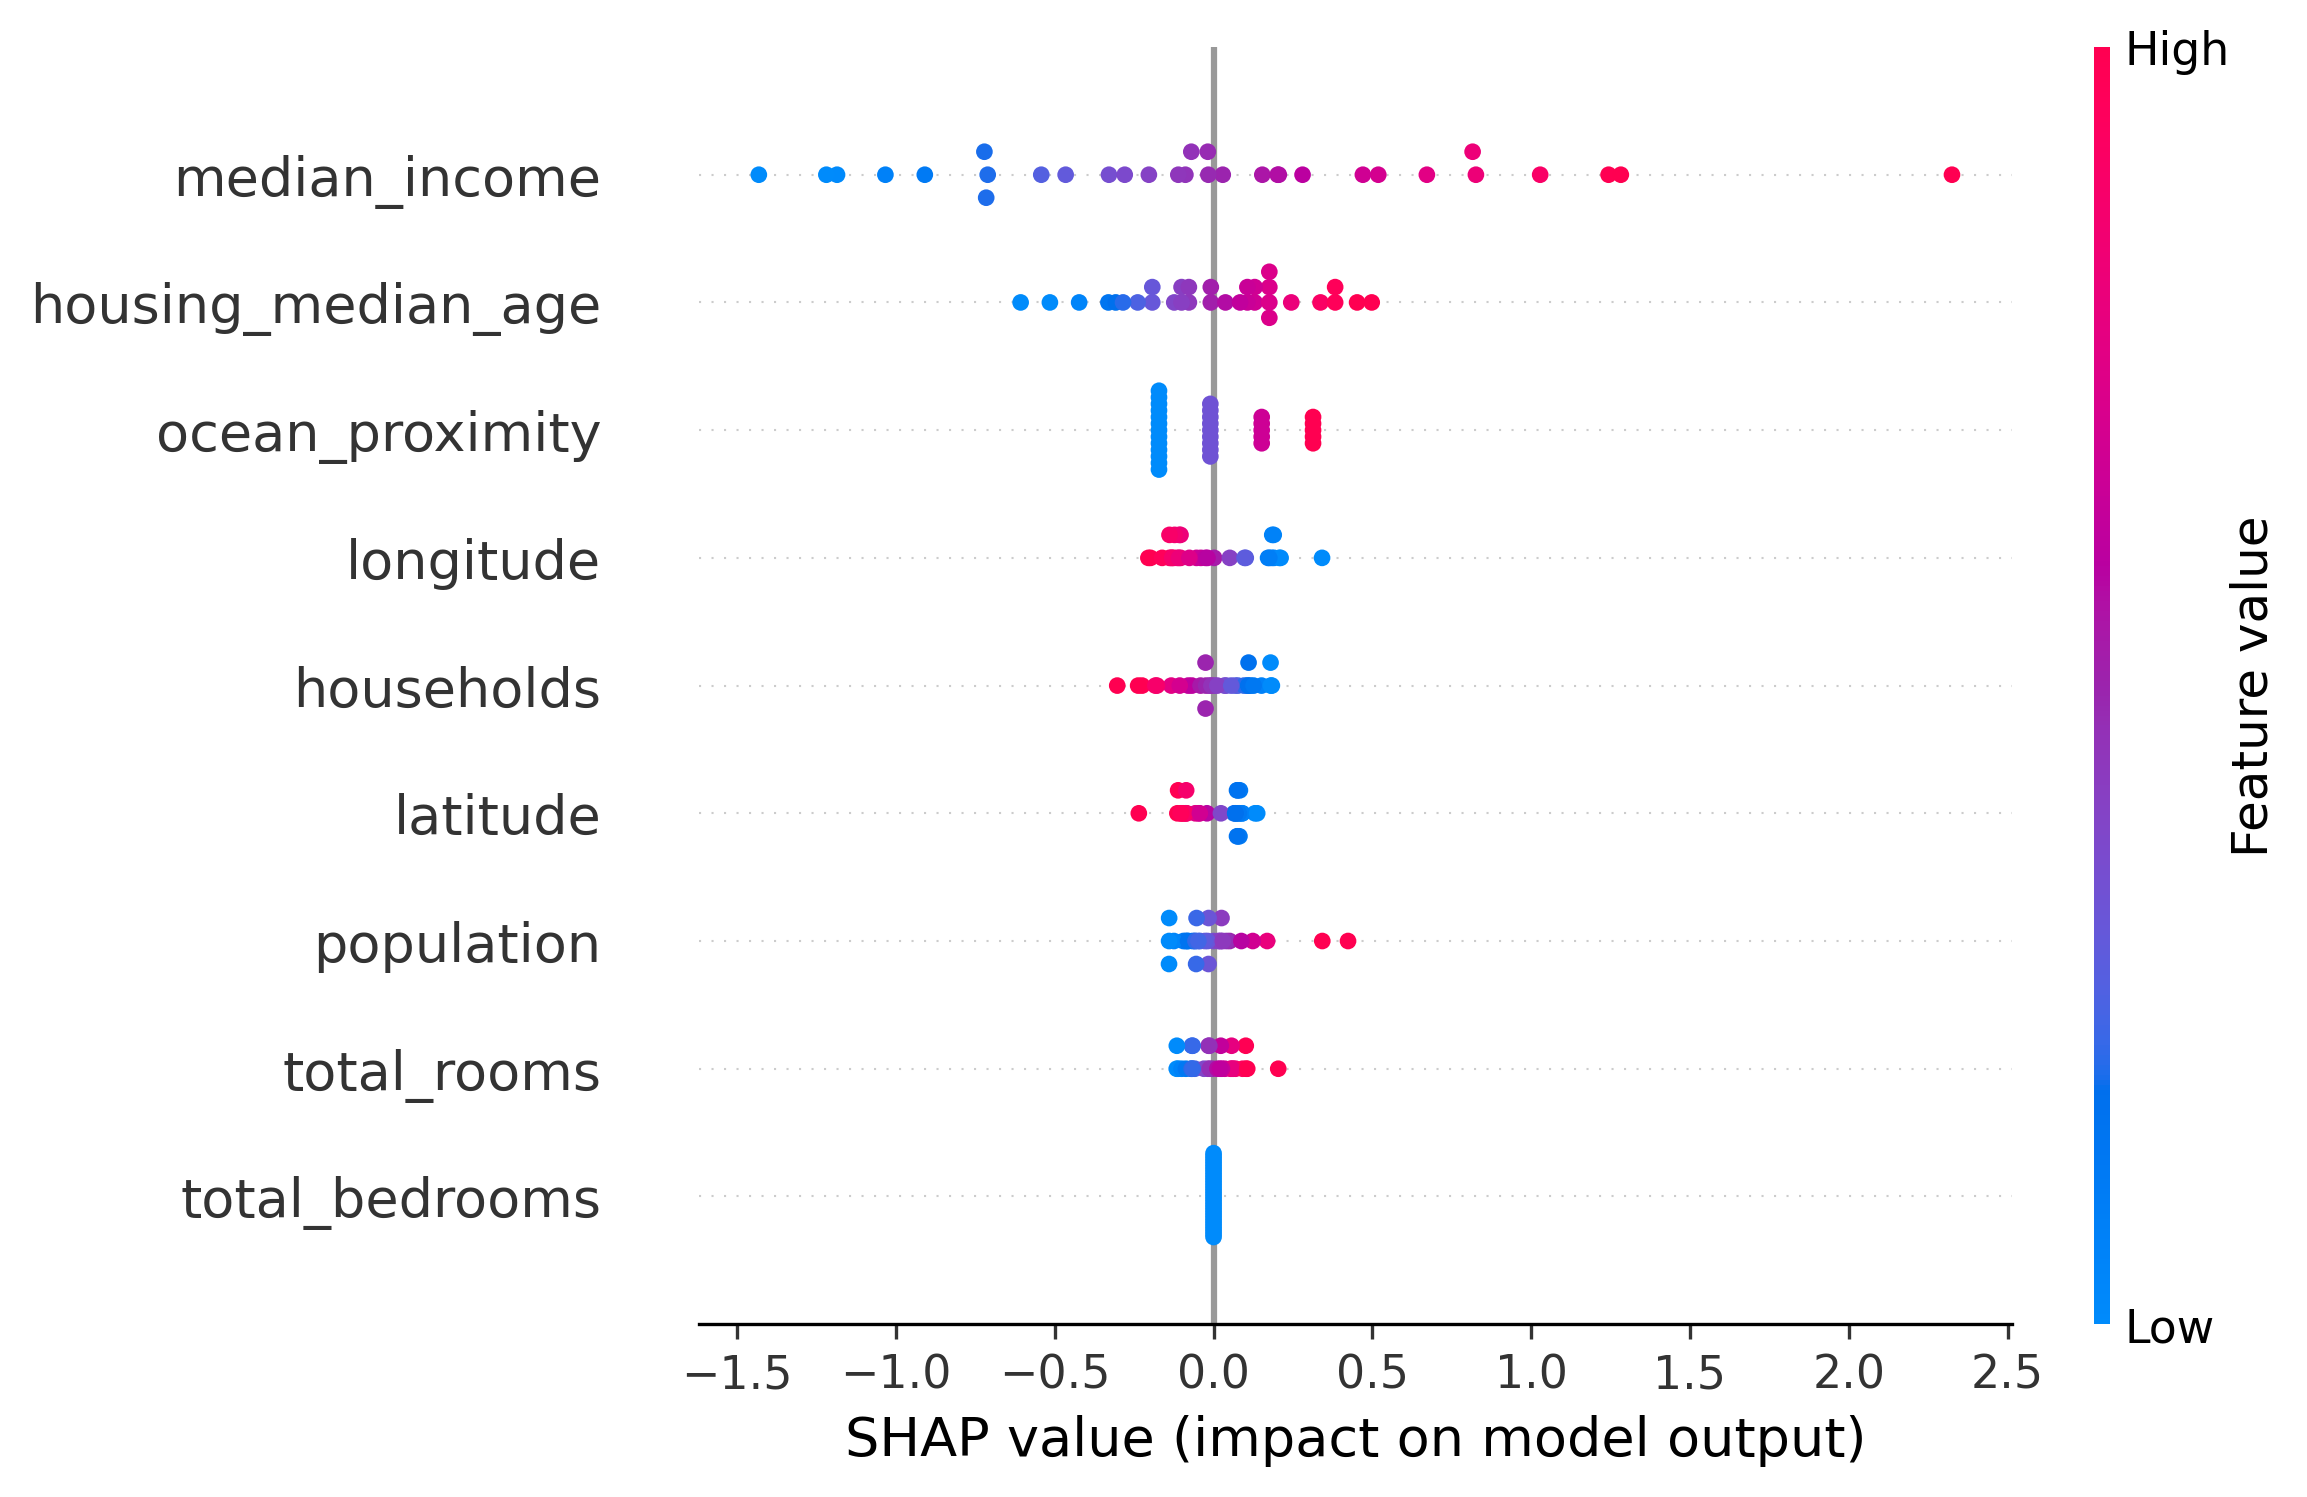 High
median_income
housing_median_age
ocean_proximity
longitude
households
latitude
population
total_rooms
total_bedrooms
Feature value
Low
−1.5 −1.0 −0.5 0.0 0.5 1.0 1.5 2.0 2.5
SHAP value (impact on model output)